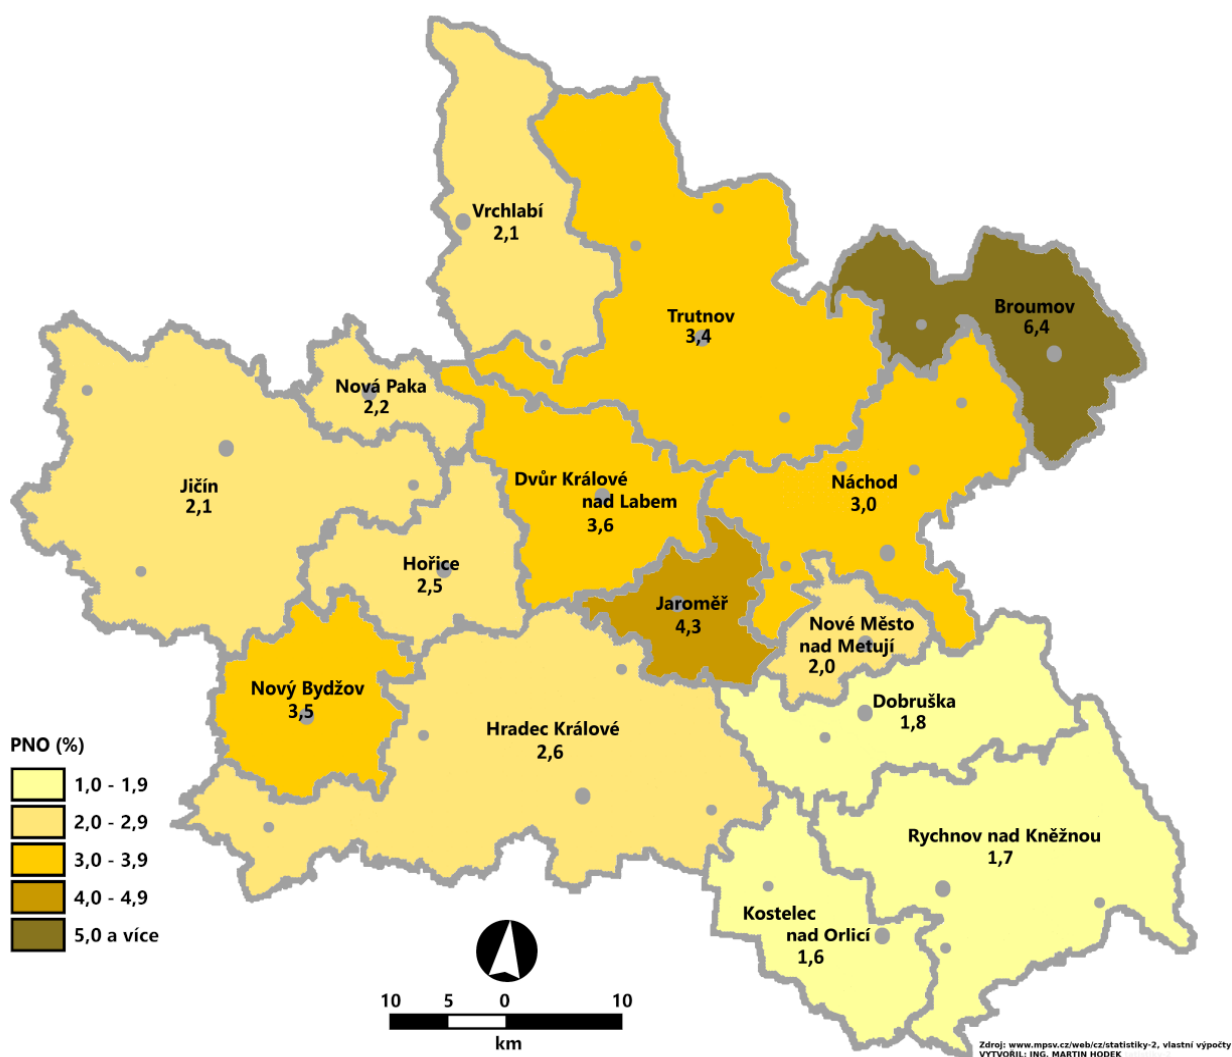 Vrchlabí
2,1
Trutnov
3,4
Broumov
6,4
Nová Paka
2,2
Jičín
2,1
Dvůr Králové
nad Labem
3,6
Náchod
3,0
Hořice
2,5
Jaroměř
4,3
Nové Město
nad Metují
2,0
Nový Bydžov
3,5
Hradec Králové
2,6
Dobruška
1,8
Rychnov nad Kněžnou
1,7
Kostelec
nad Orlicí
1,6
PNO (%)
1,0 - 1,9
2,0 - 2,9
3,0 - 3,9
4,0 - 4,9
5,0 a více
10 5 0 10
km
Zdroj: www.mpsv.cz/web/cz/statistiky-2, vlastní výpočty
VYTVOŘIL: ING. MARTIN HODEK